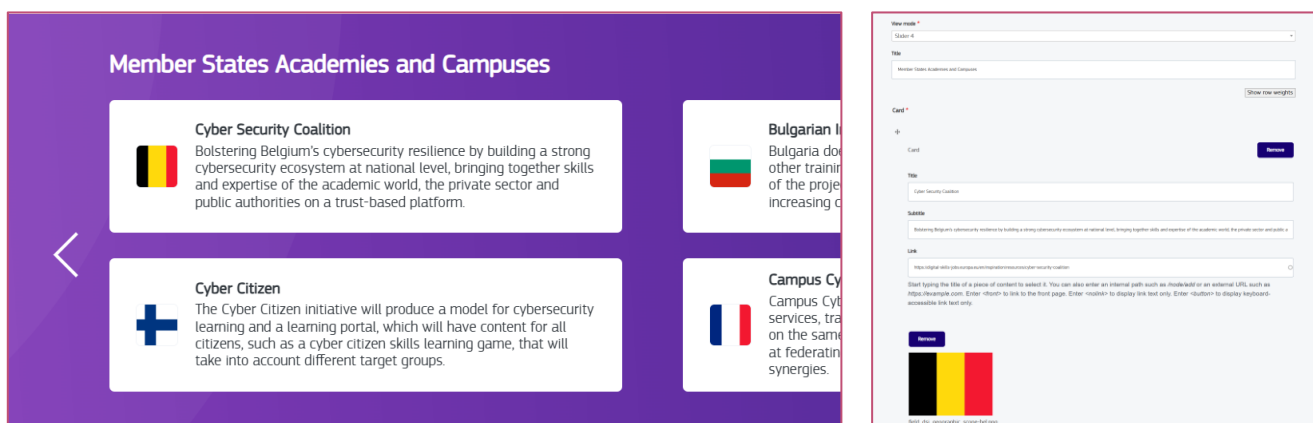 Member States Academies and Campuses
Cyber Security Coalition
Bolstering Belgium's cybersecurity resilience by building a strong
cybersecurity ecosystem at national level, bringing together skills
and expertise of the academic world, the private sector and
public authorities on a trust-based platform.
Bulgarian I
Bulgaria doe
other trainin
of the proje
increasing c
Cyber Citizen
The Cyber Citizen initiative will produce a model for cybersecurity
learning and a learning portal, which will have content for all
citizens, such as a cyber citizen skills learning game, that will
take into account different target groups.
Campus Cy
Campus Cyb
services, tra
on the same
at federatin
synergies.
View mode *
Slider 4
Title
Member States Academies and Campuses
Show row weights
Card *
Card
Remove
Title
Cyber Security Coalition
Subtitle
Bolstering Belgium's cybersecurity resilience by building a strong cybersecurity ecosystem at national level, bringing together skills and expertise of the academic world, the private sector and public a
Link
Start typing the title of a piece of content to select it. You can also enter an internal path such as /node/add or an external URL such as
https://example.com. Enter <front> to link to the front page. Enter <nolink> to display link text only. Enter <button> to display keyboard-
accessible link text only.
Remove